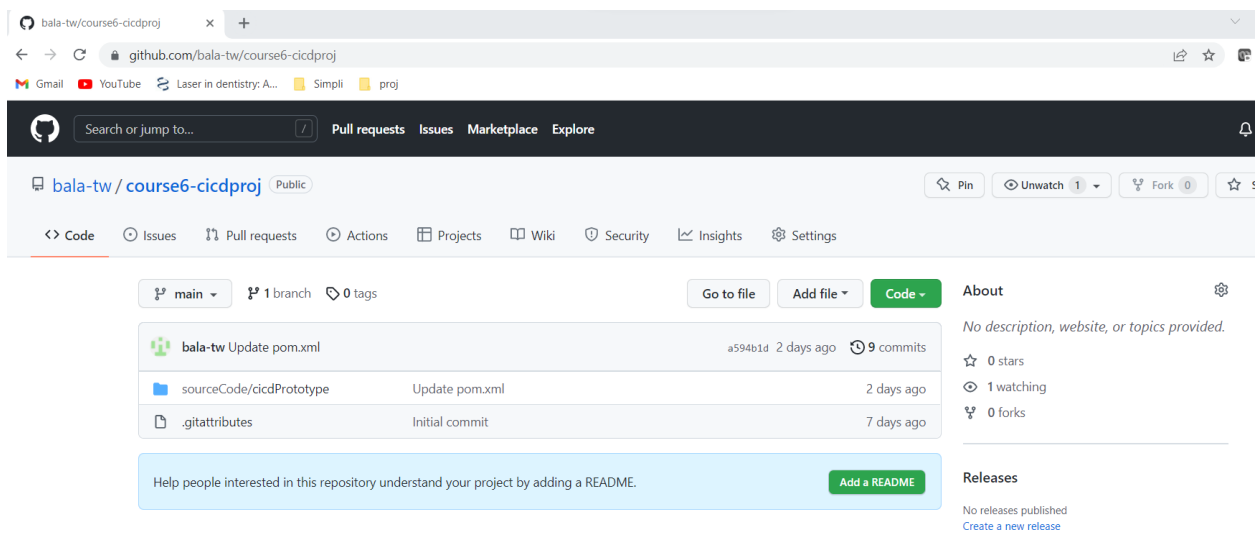 bala-tw/course6-cicdproj
github.com/bala-tw/course6-cicdproj
Gmail YouTube Laser in dentistry: A... Simpli proj
Search or jump to... / Pull requests Issues Marketplace Explore
bala-tw / course6-cicdproj Public Pin Unwatch 1 Fork 0
Code Issues Pull requests Actions Projects Wiki Security Insights Settings
main 1 branch 0 tags Go to file Add file Code About
No description, website, or topics provided.
bala-tw Update pom.xml a594b1d 2 days ago 9 commits
0 stars
sourceCode/cicdPrototype Update pom.xml 2 days ago 1 watching
.gitattributes Initial commit 7 days ago 0 forks
Help people interested in this repository understand your project by adding a README. Add a README Releases
No releases published
Create a new release